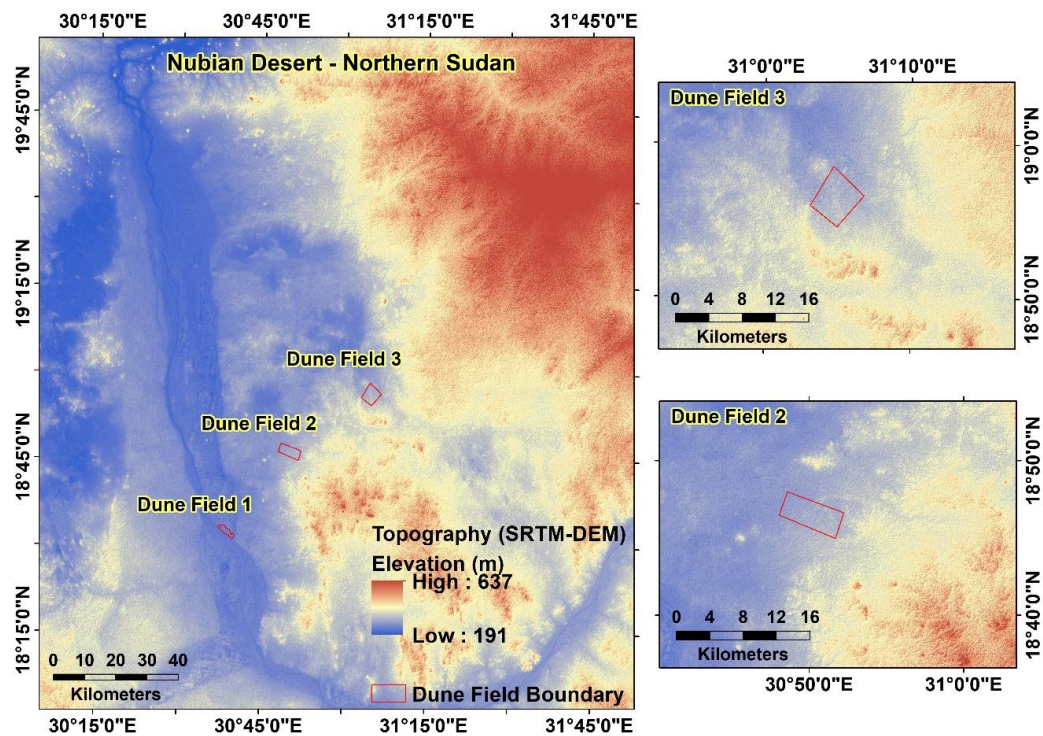 30°15'0"E 30°45'0"E 31°15'0"E 31°45'0"E
Nubian Desert - Northern Sudan
19°45'0"N
19°15'0"N
18°45'0"N
18°15'0"N
Dune Field 3
Dune Field 2
Dune Field 1
Topography (SRTM-DEM)
Elevation (m)
High : 637
Low : 191
0 10 20 30 40
Kilometers
Dune Field Boundary
30°15'0"E 30°45'0"E 31°15'0"E 31°45'0"E
31°0'0"E 31°10'0"E
Dune Field 3
19°0'0"N
18°50'0"N
0 4 8 12 16
Kilometers
Dune Field 2
18°50'0"N
18°40'0"N
0 4 8 12 16
Kilometers
30°50'0"E 31°0'0"E